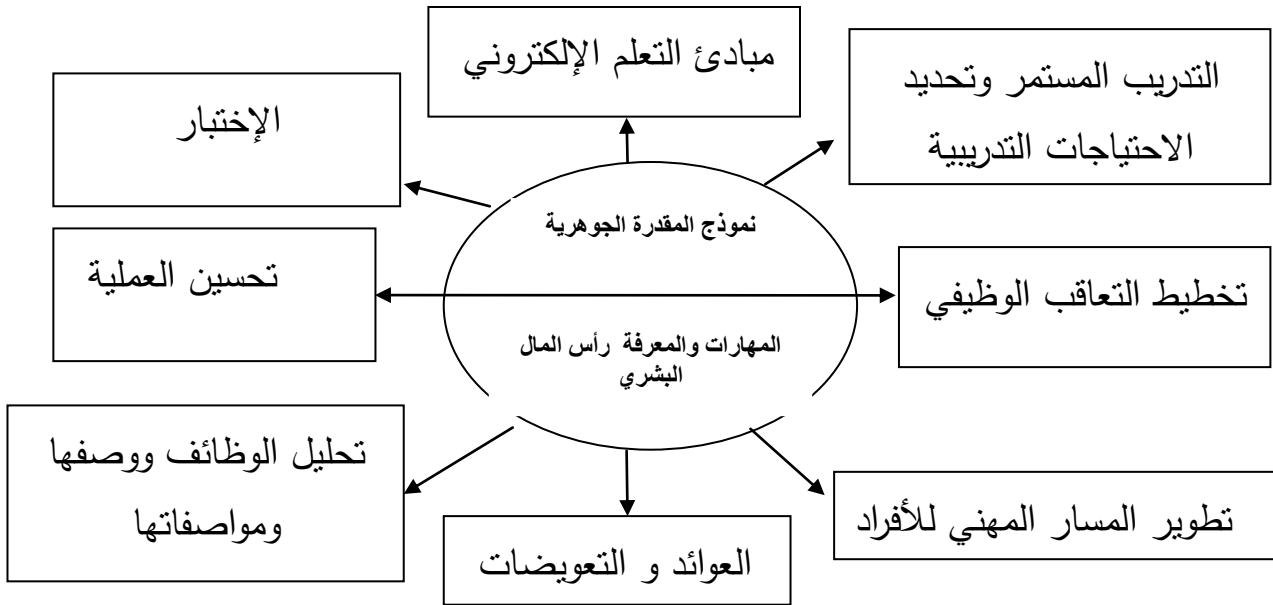 مبادئ التعلم الإلكتروني
التدريب المستمر وتحديد
الاحتياجات التدريبية
الإختبار
نموذج المقدرة الجوهرية
تخطيط التعاقب الوظيفي
تحسين العملية
المهارات والمعرفة رأس المال
البشري
تحليل الوظائف ووصفها
ومواصفاتها
تطوير المسار المهني للأفراد
العوائد و التعويضات